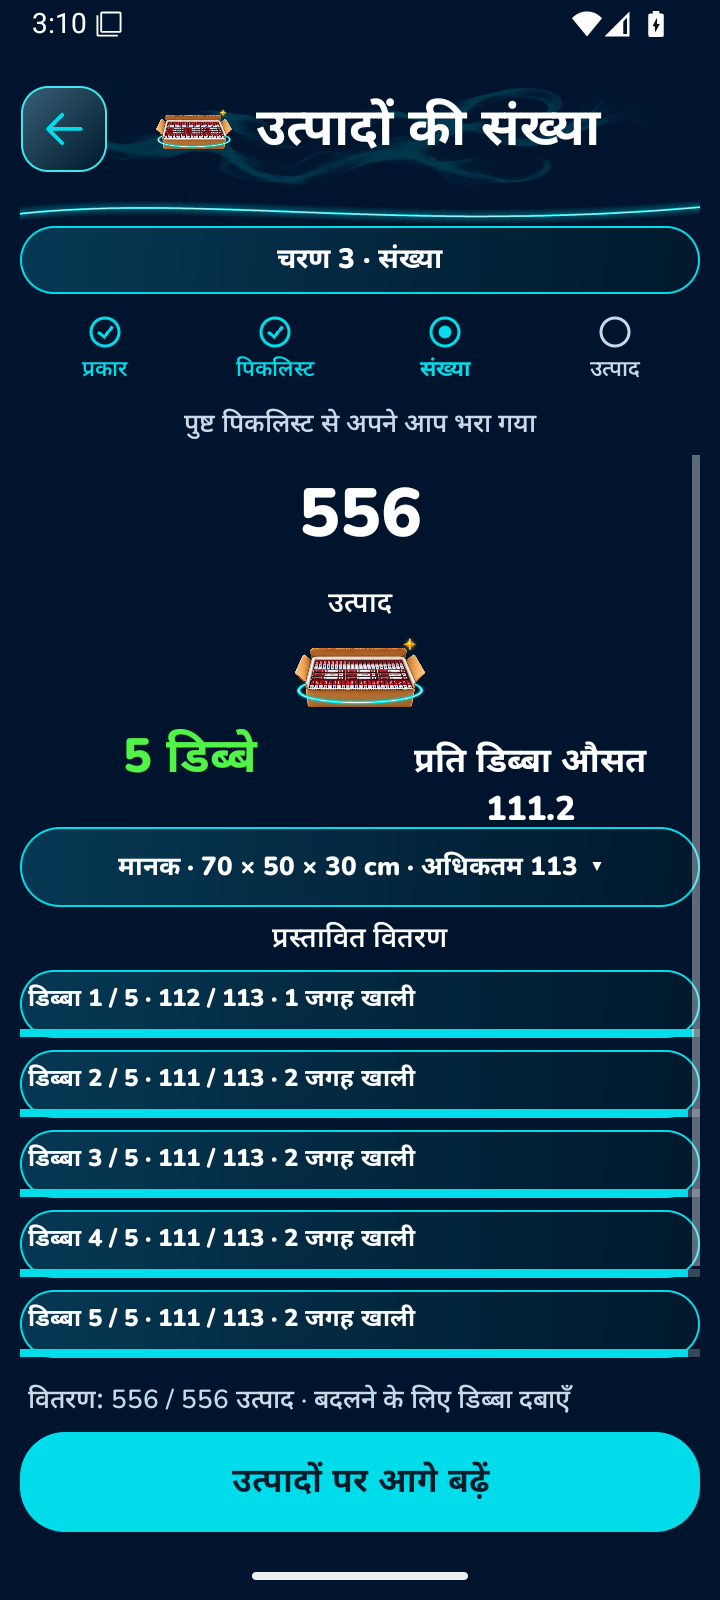 3:10
उत्पादों की संख्या
चरण 3 · संख्या
प्रकार
पिकलिस्ट
संख्या
उत्पाद
पुष्ट पिकलिस्ट से अपने आप भरा गया
556
उत्पाद
5 डिब्बे
प्रति डिब्बा औसत
111.2
मानक · 70 × 50 × 30 cm · अधिकतम 113 ▼
प्रस्तावित वितरण
डिब्बा 1 / 5 · 112 / 113 · 1 जगह खाली
डिब्बा 2 / 5 · 111 / 113 · 2 जगह खाली
डिब्बा 3 / 5 · 111 / 113 · 2 जगह खाली
डिब्बा 4 / 5 · 111 / 113 · 2 जगह खाली
डिब्बा 5 / 5 · 111 / 113 · 2 जगह खाली
वितरण: 556 / 556 उत्पाद · बदलने के लिए डिब्बा दबाएँ
उत्पादों पर आगे बढ़ें